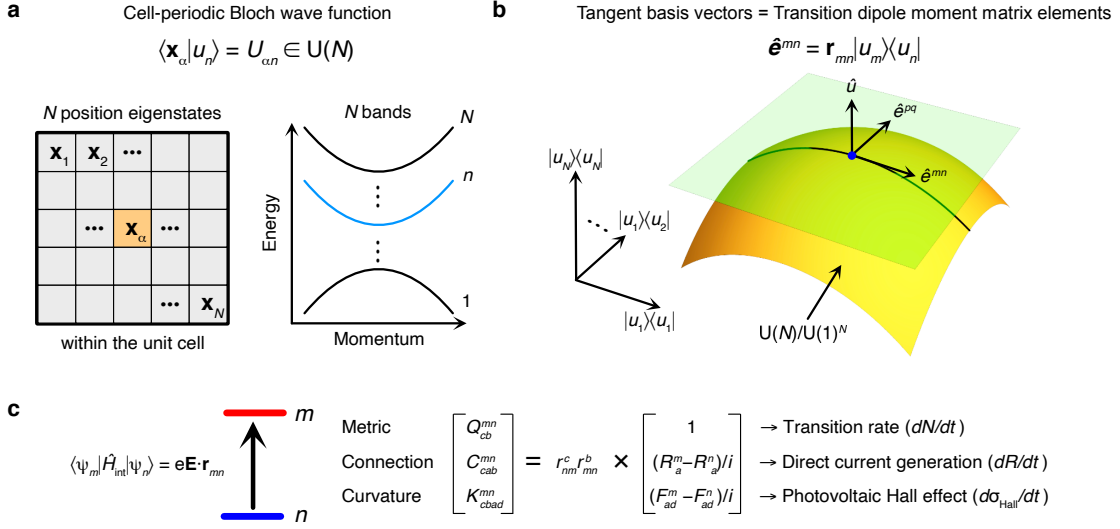 a
Cell-periodic Bloch wave function
⟨x_α|u_n⟩ = U_αn ∈ U(N)
N position eigenstates
x_1 x_2 •••
••• x_α •••
••• x_N
within the unit cell
N bands
N
n
1
Energy
Momentum
b
Tangent basis vectors = Transition dipole moment matrix elements
ê^mn = r_mn|u_m⟩⟨u_n|
û
ê^pq
ê^mn
|u_N⟩⟨u_N|
|u_1⟩⟨u_2|
|u_1⟩⟨u_1|
U(N)/U(1)^N
c
m
n
⟨ψ_m|Ĥ_int|ψ_n⟩ = eE·r_mn
Metric Q^mn_cb 1 → Transition rate (dN/dt)
Connection C^mn_cab = r^c_nm r^b_mn × (R^m_a–R^n_a)/i → Direct current generation (dR/dt)
Curvature K^mn_cbad (F^m_ad –F^n_ad)/i → Photovoltaic Hall effect (dσ_Hall/dt)